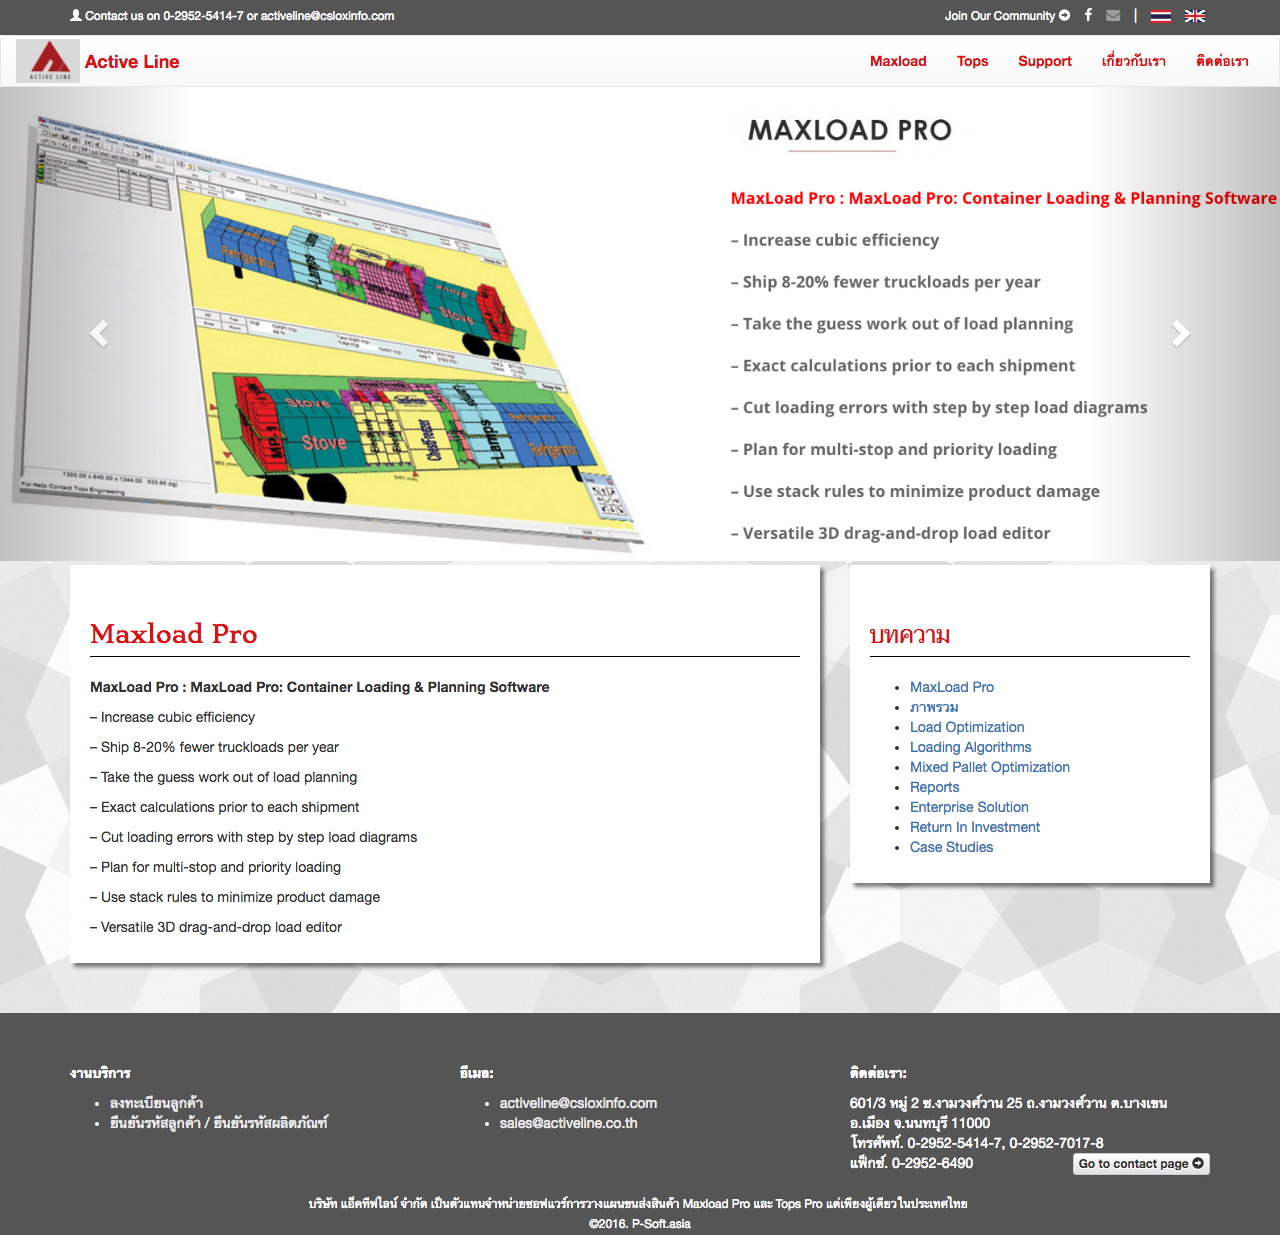 Contact us on 0-2952-5414-7 or activeline@csloxinfo.com
Join Our Community
|
ACTIVE LINE
Active Line
Maxload
Tops
Support
เกี่ยวกับเรา
ติดต่อเรา
MAXLOAD PRO
MaxLoad Pro : MaxLoad Pro: Container Loading & Planning Software
– Increase cubic efficiency
– Ship 8-20% fewer truckloads per year
– Take the guess work out of load planning
– Exact calculations prior to each shipment
– Cut loading errors with step by step load diagrams
– Plan for multi-stop and priority loading
– Use stack rules to minimize product damage
– Versatile 3D drag-and-drop load editor
Refrigerator
Lamps
Stove
Stove
Stove
MP-1
Stove
ChestFreezer
Lamps
Refrigerator
Refrigerator
For Help Contact Tops Engineering
Maxload Pro
MaxLoad Pro : MaxLoad Pro: Container Loading & Planning Software
– Increase cubic efficiency
– Ship 8-20% fewer truckloads per year
– Take the guess work out of load planning
– Exact calculations prior to each shipment
– Cut loading errors with step by step load diagrams
– Plan for multi-stop and priority loading
– Use stack rules to minimize product damage
– Versatile 3D drag-and-drop load editor
บทความ
• MaxLoad Pro
• ภาพรวม
• Load Optimization
• Loading Algorithms
• Mixed Pallet Optimization
• Reports
• Enterprise Solution
• Return In Investment
• Case Studies
งานบริการ
• ลงทะเบียนลูกค้า
• ยืนยันรหัสลูกค้า / ยืนยันรหัสผลิตภัณฑ์
อีเมล:
• activeline@csloxinfo.com
• sales@activeline.co.th
ติดต่อเรา:
601/3 หมู่ 2 ซ.งามวงศ์วาน 25 ถ.งามวงศ์วาน ต.บางเขน
อ.เมือง จ.นนทบุรี 11000
โทรศัพท์. 0-2952-5414-7, 0-2952-7017-8
แฟ็กซ์. 0-2952-6490
Go to contact page
บริษัท แอ็คทีฟไลน์ จำกัด เป็นตัวแทนจำหน่ายซอฟแวร์การวางแผนขนส่งสินค้า Maxload Pro และ Tops Pro แต่เพียงผู้เดียวในประเทศไทย
©2016. P-Soft.asia